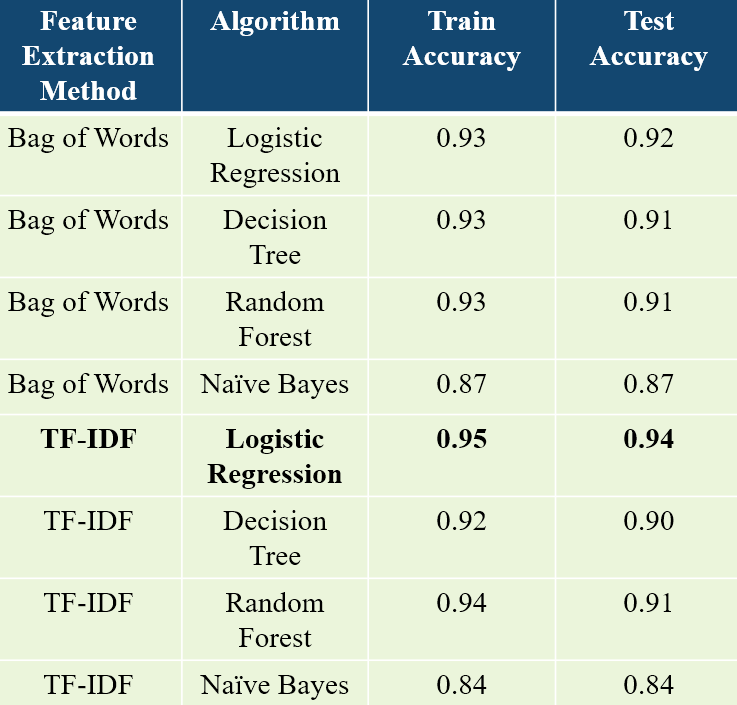 Feature Extraction Method | Algorithm | Train Accuracy | Test Accuracy
Bag of Words | Logistic Regression | 0.93 | 0.92
Bag of Words | Decision Tree | 0.93 | 0.91
Bag of Words | Random Forest | 0.93 | 0.91
Bag of Words | Naïve Bayes | 0.87 | 0.87
TF-IDF | Logistic Regression | 0.95 | 0.94
TF-IDF | Decision Tree | 0.92 | 0.90
TF-IDF | Random Forest | 0.94 | 0.91
TF-IDF | Naïve Bayes | 0.84 | 0.84